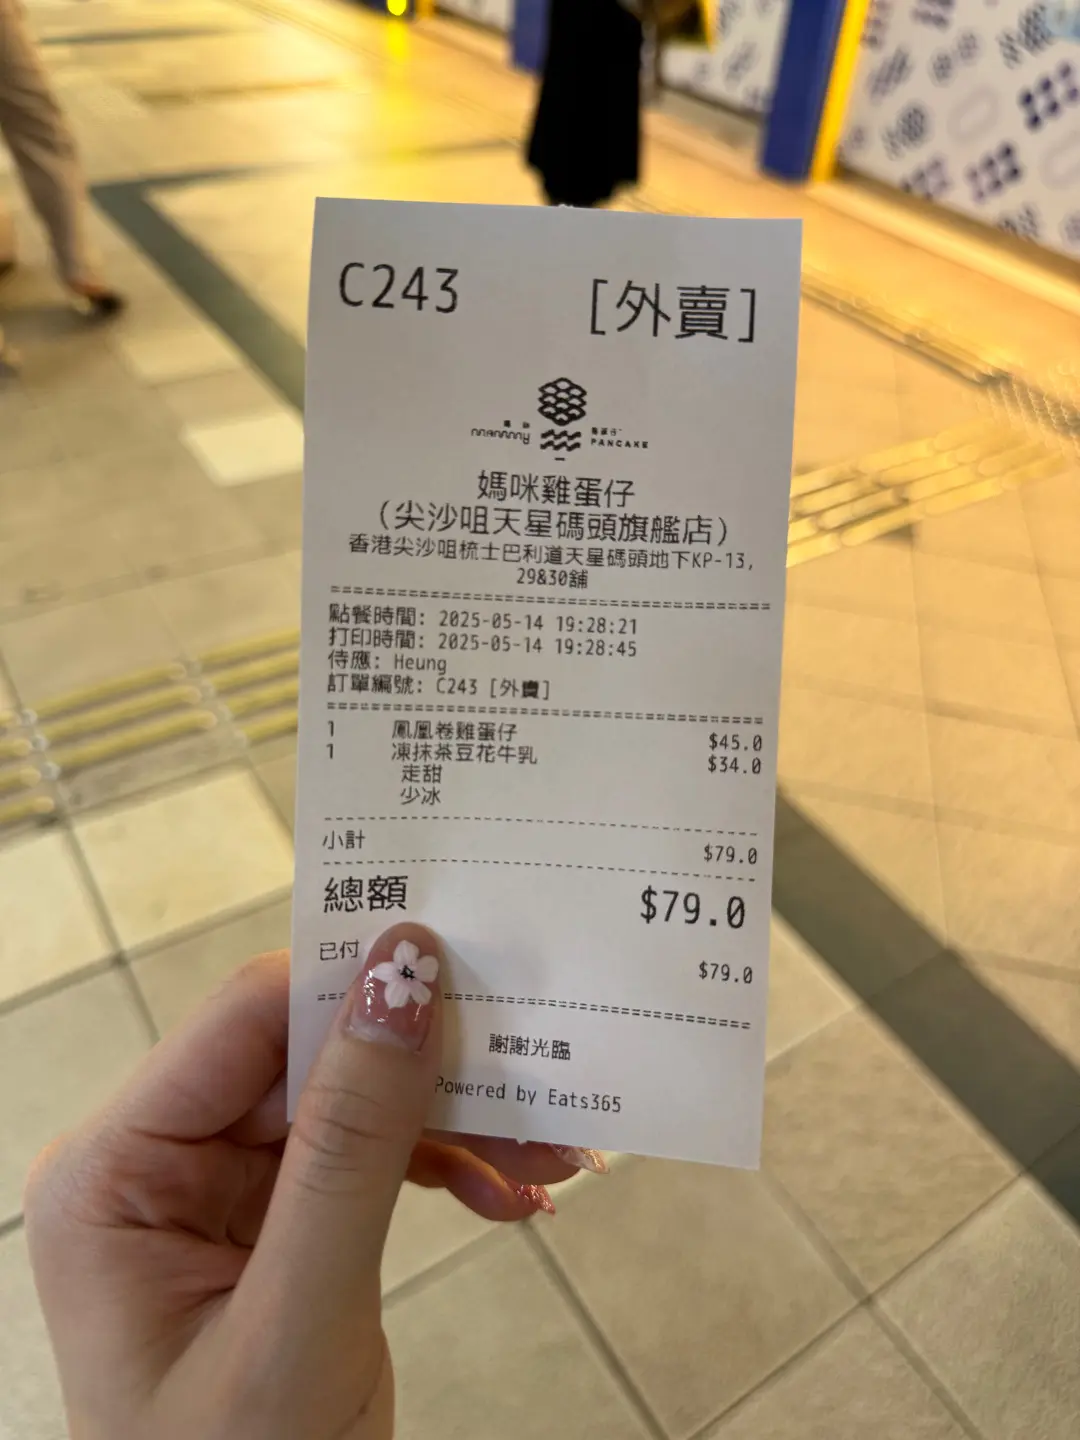 C243 [外賣]
PANCAKE
媽咪雞蛋仔
(尖沙咀天星碼頭旗艦店)
香港尖沙咀梳士巴利道天星碼頭地下KP-13,
29&30舖
點餐時間: 2025-05-14 19:28:21
打印時間: 2025-05-14 19:28:45
侍應: Heung
訂單編號: C243 [外賣]
1 鳳凰卷雞蛋仔 $45.0
1 凍抹茶豆花牛乳 $34.0
走甜
少冰
小計 $79.0
總額 $79.0
已付 $79.0
謝謝光臨
Powered by Eats365